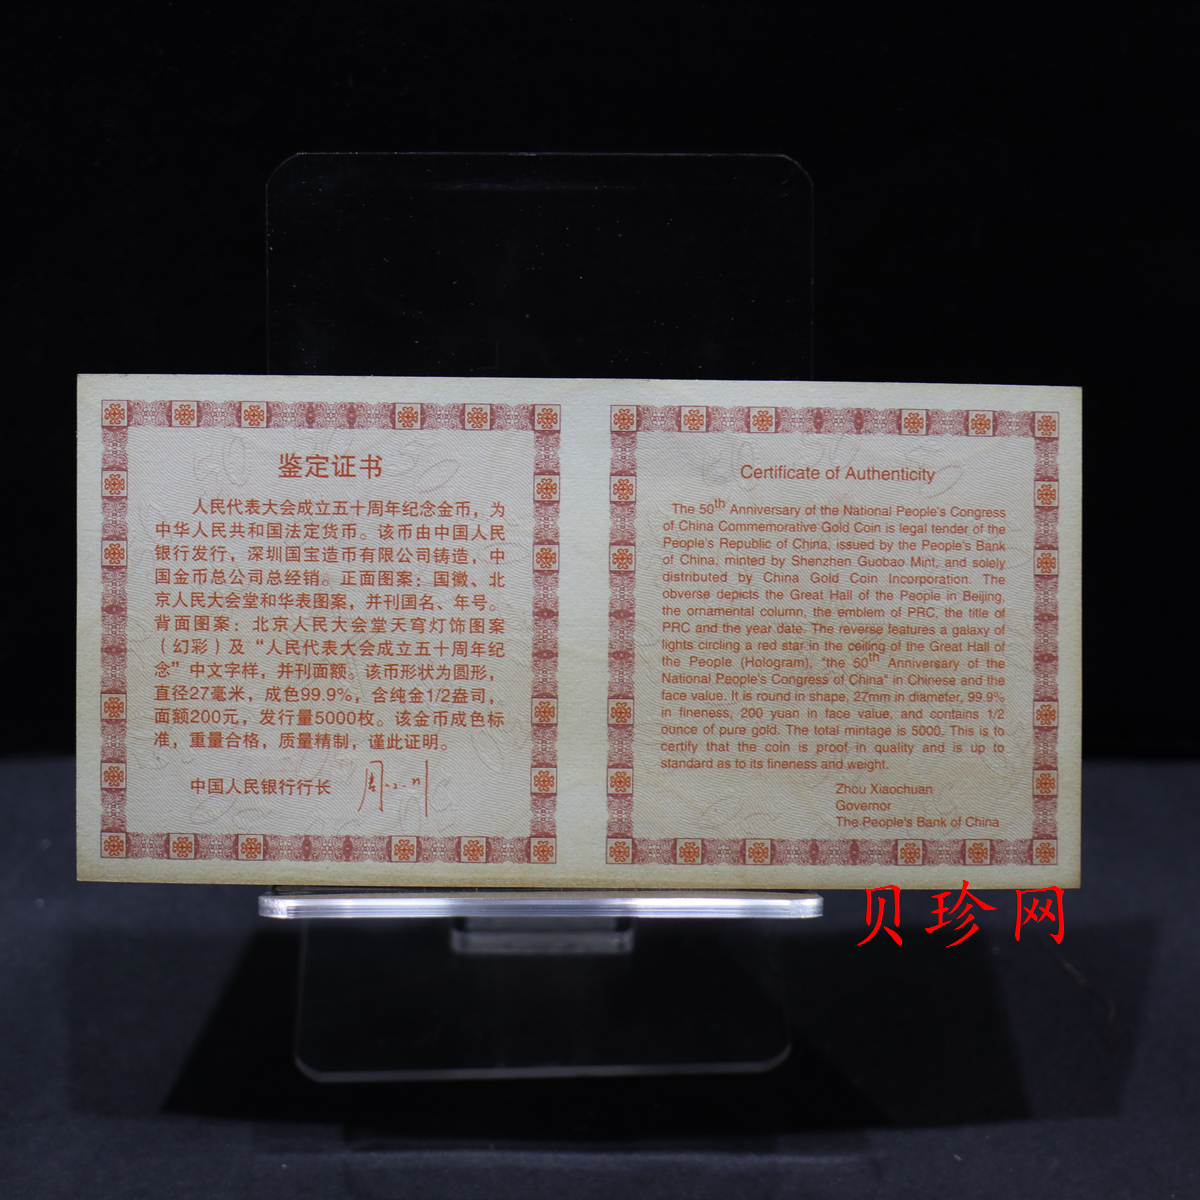 鉴定证书
人民代表大会成立五十周年纪念金币，为
中华人民共和国法定货币。该币由中国人民
银行发行，深圳国宝造币有限公司铸造，中
国金币总公司总经销。正面图案：国徽、北
京人民大会堂和华表图案，并刊国名、年号。
背面图案：北京人民大会堂天穹灯饰图案
（幻彩）及“人民代表大会成立五十周年纪
念”中文字样，并刊面额。该币形状为圆形，
直径27毫米，成色99.9%，含纯金1/2盎司，
面额200元，发行量5000枚。该金币成色标
准，重量合格，质量精制，谨此证明。
中国人民银行行长 周小川
Certificate of Authenticity
The 50th Anniversary of the National People's Congress
of China Commemorative Gold Coin is legal tender of the
People's Republic of China, issued by the People's Bank
of China, minted by Shenzhen Guobao Mint, and solely
distributed by China Gold Coin Incorporation. The
obverse depicts the Great Hall of the People in Beijing,
the ornamental column, the emblem of PRC, the title of
PRC and the year date. The reverse features a galaxy of
lights circling a red star in the ceiling of the Great Hall of
the People (Hologram), "the 50th Anniversary of the
National People's Congress of China" in Chinese and the
face value. It is round in shape, 27mm in diameter, 99.9%
in fineness, 200 yuan in face value, and contains 1/2
ounce of pure gold. The total mintage is 5000. This is to
certify that the coin is proof in quality and is up to
standard as to its fineness and weight.
Zhou Xiaochuan
Governor
The People's Bank of China
贝珍网